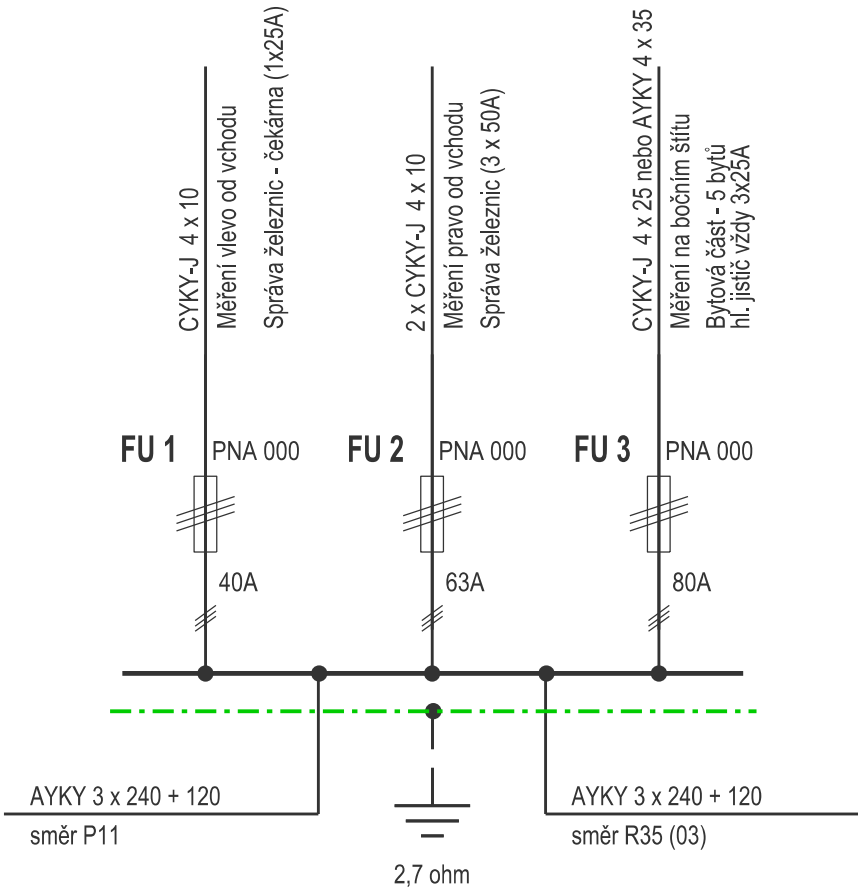 CYKY-J 4 x 10
Měření vlevo od vchodu
Správa železnic - čekárna (1x25A)
2 x CYKY-J 4 x 10
Měření pravo od vchodu
Správa železnic (3 x 50A)
CYKY-J 4 x 25 nebo AYKY 4 x 35
Měření na bočním štítu
Bytová část - 5 bytů
hl. jistič vždy 3x25A
FU 1 PNA 000
FU 2 PNA 000
FU 3 PNA 000
40A
63A
80A
AYKY 3 x 240 + 120
směr P11
AYKY 3 x 240 + 120
směr R35 (03)
2,7 ohm